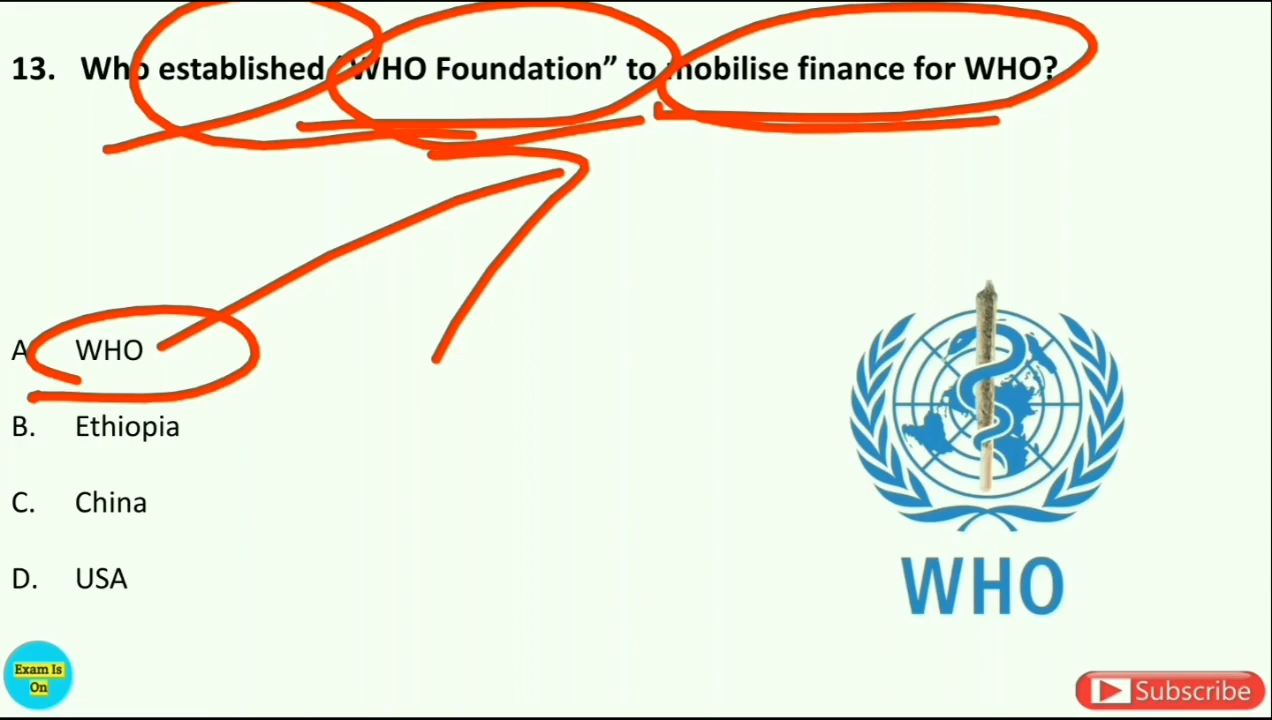 13. Who established “WHO Foundation” to mobilise finance for WHO?
A. WHO
B. Ethiopia
C. China
D. USA
WHO
Exam Is
On
Subscribe